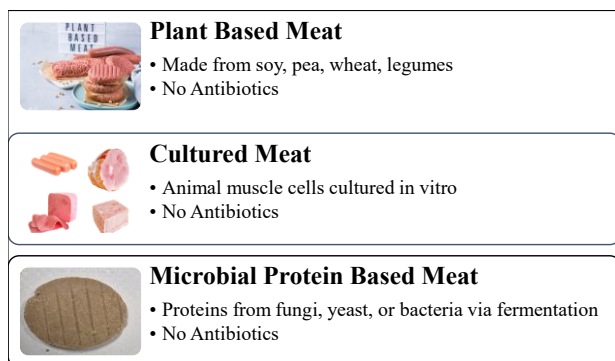 PLANT
BASED
MEAT
Plant Based Meat
• Made from soy, pea, wheat, legumes
• No Antibiotics
Cultured Meat
• Animal muscle cells cultured in vitro
• No Antibiotics
Microbial Protein Based Meat
• Proteins from fungi, yeast, or bacteria via fermentation
• No Antibiotics